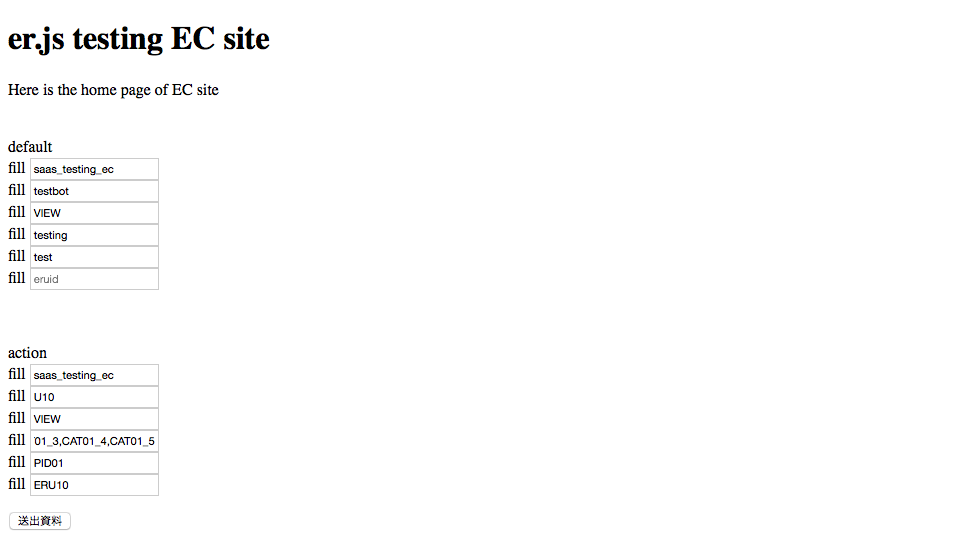 er.js testing EC site
Here is the home page of EC site
default
fill saas_testing_ec
fill testbot
fill VIEW
fill testing
fill test
fill eruid
action
fill saas_testing_ec
fill U10
fill VIEW
fill 01_3,CAT01_4,CAT01_5
fill PID01
fill ERU10
送出資料